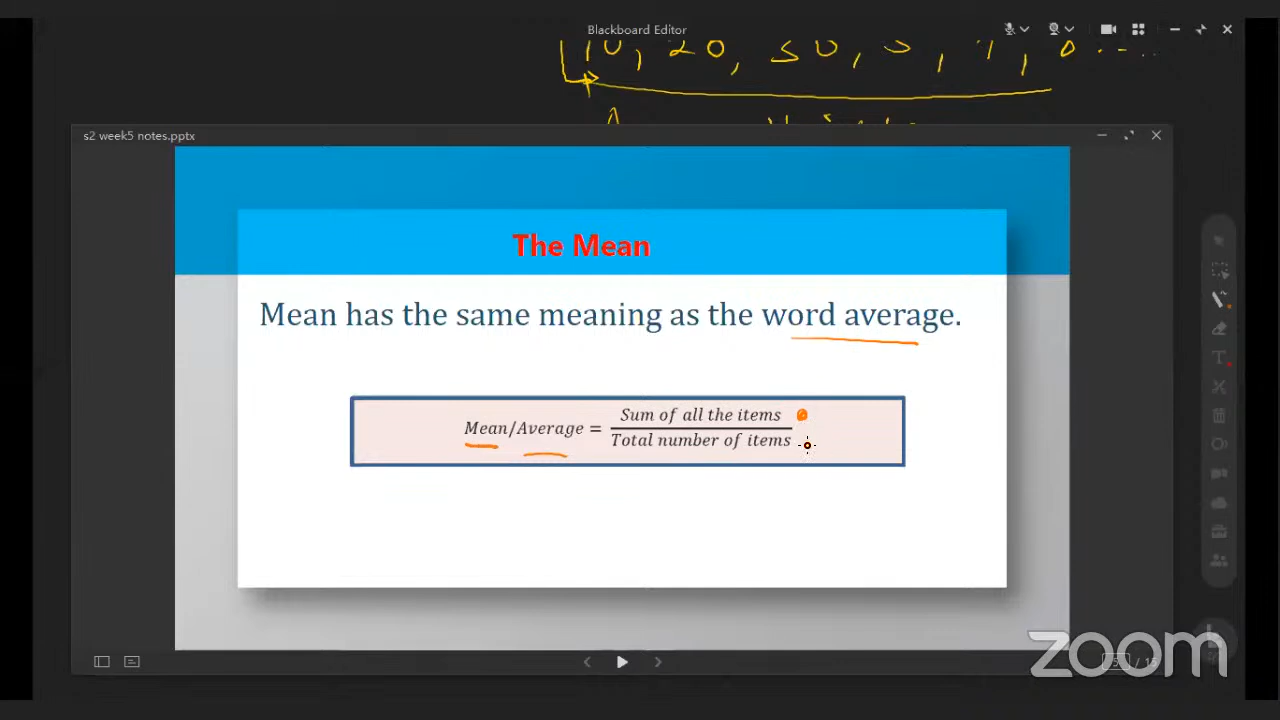 Blackboard Editor
s2 week5 notes.pptx
The Mean
Mean has the same meaning as the word average.
Mean/Average = Sum of all the items
Total number of items
zoom